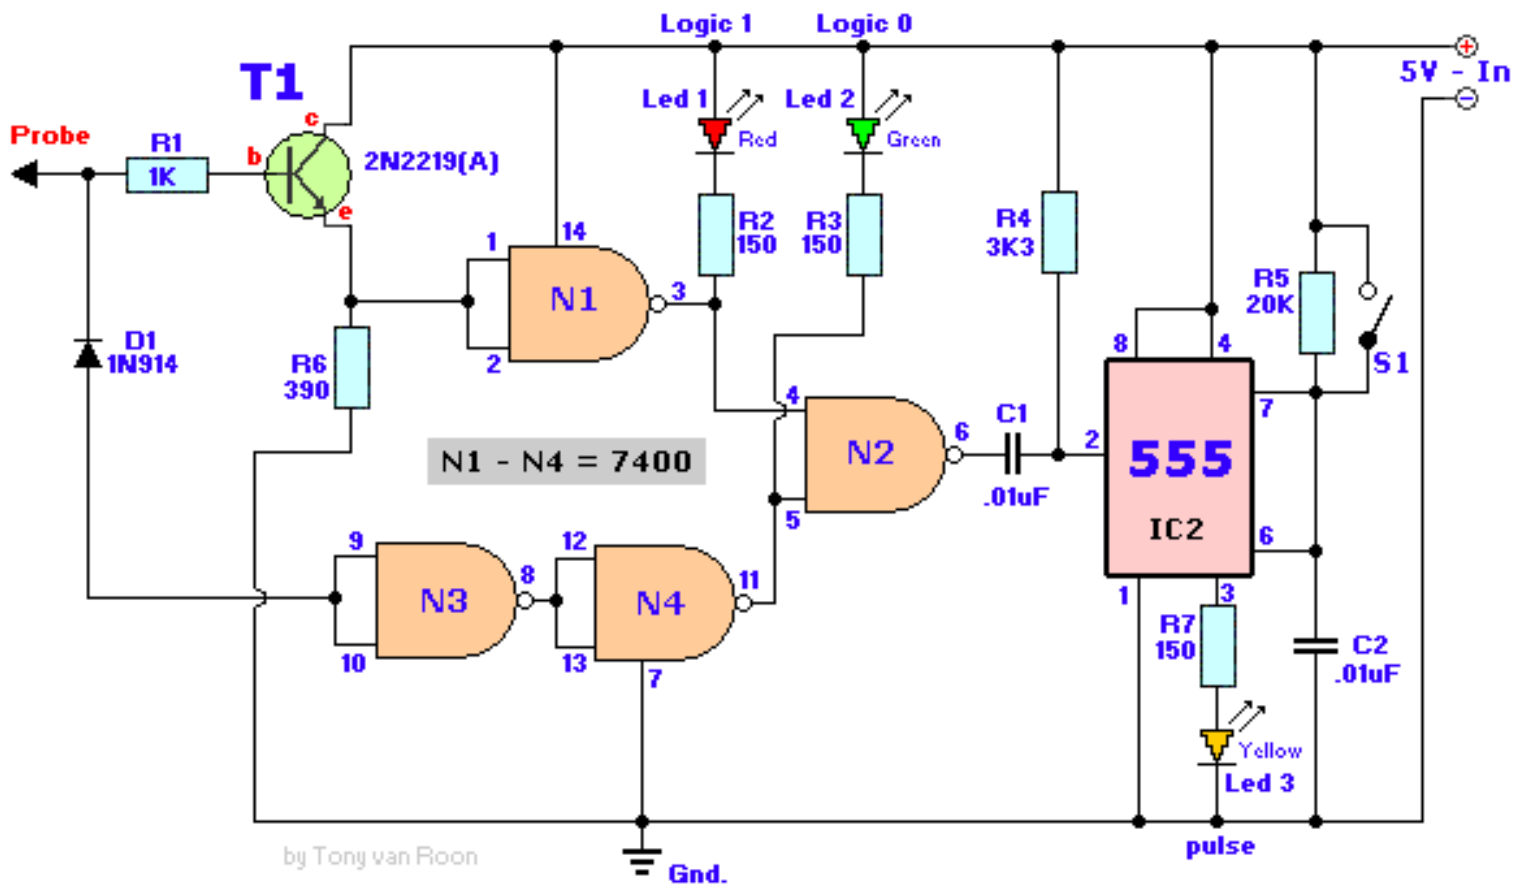 Logic 1
Logic 0
+
5V - In
−
T1
Led 1
Red
Led 2
Green
Probe
R1
1K
c
b
e
2N2219(A)
14
1
N1
3
2
R2
150
R3
150
R4
3K3
R5
20K
S1
8
4
7
D1
1N914
R6
390
4
N2
6
5
C1
.01uF
2
555
IC2
6
1
3
N1 - N4 = 7400
9
N3
8
10
12
N4
11
13
7
R7
150
C2
.01uF
Yellow
Led 3
pulse
by Tony van Roon
Gnd.